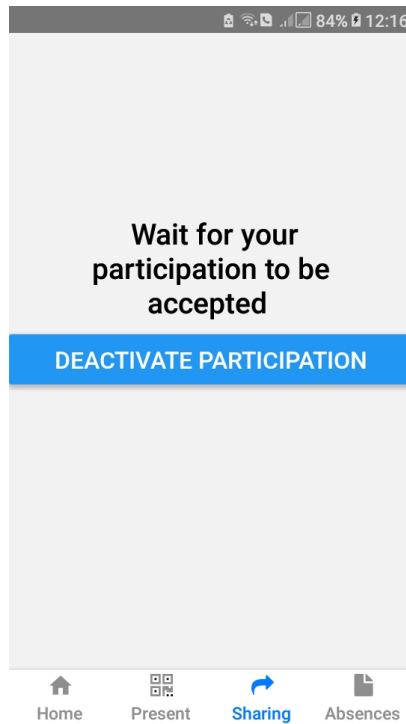 84% 12:16
Wait for your
participation to be
accepted
DEACTIVATE PARTICIPATION
Home Present Sharing Absences